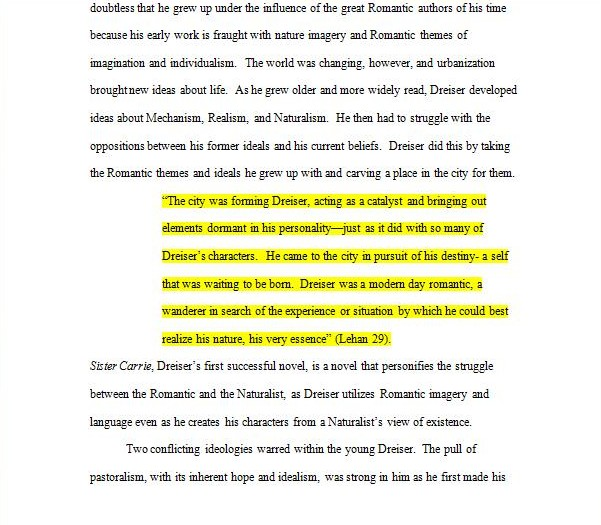 doubtless that he grew up under the influence of the great Romantic authors of his time
because his early work is fraught with nature imagery and Romantic themes of
imagination and individualism.  The world was changing, however, and urbanization
brought new ideas about life.  As he grew older and more widely read, Dreiser developed
ideas about Mechanism, Realism, and Naturalism.  He then had to struggle with the
oppositions between his former ideals and his current beliefs.  Dreiser did this by taking
the Romantic themes and ideals he grew up with and carving a place in the city for them.
“The city was forming Dreiser, acting as a catalyst and bringing out
elements dormant in his personality—just as it did with so many of
Dreiser’s characters.  He came to the city in pursuit of his destiny- a self
that was waiting to be born.  Dreiser was a modern day romantic, a
wanderer in search of the experience or situation by which he could best
realize his nature, his very essence” (Lehan 29).
Sister Carrie, Dreiser’s first successful novel, is a novel that personifies the struggle
between the Romantic and the Naturalist, as Dreiser utilizes Romantic imagery and
language even as he creates his characters from a Naturalist’s view of existence.
Two conflicting ideologies warred within the young Dreiser.  The pull of
pastoralism, with its inherent hope and idealism, was strong in him as he first made his